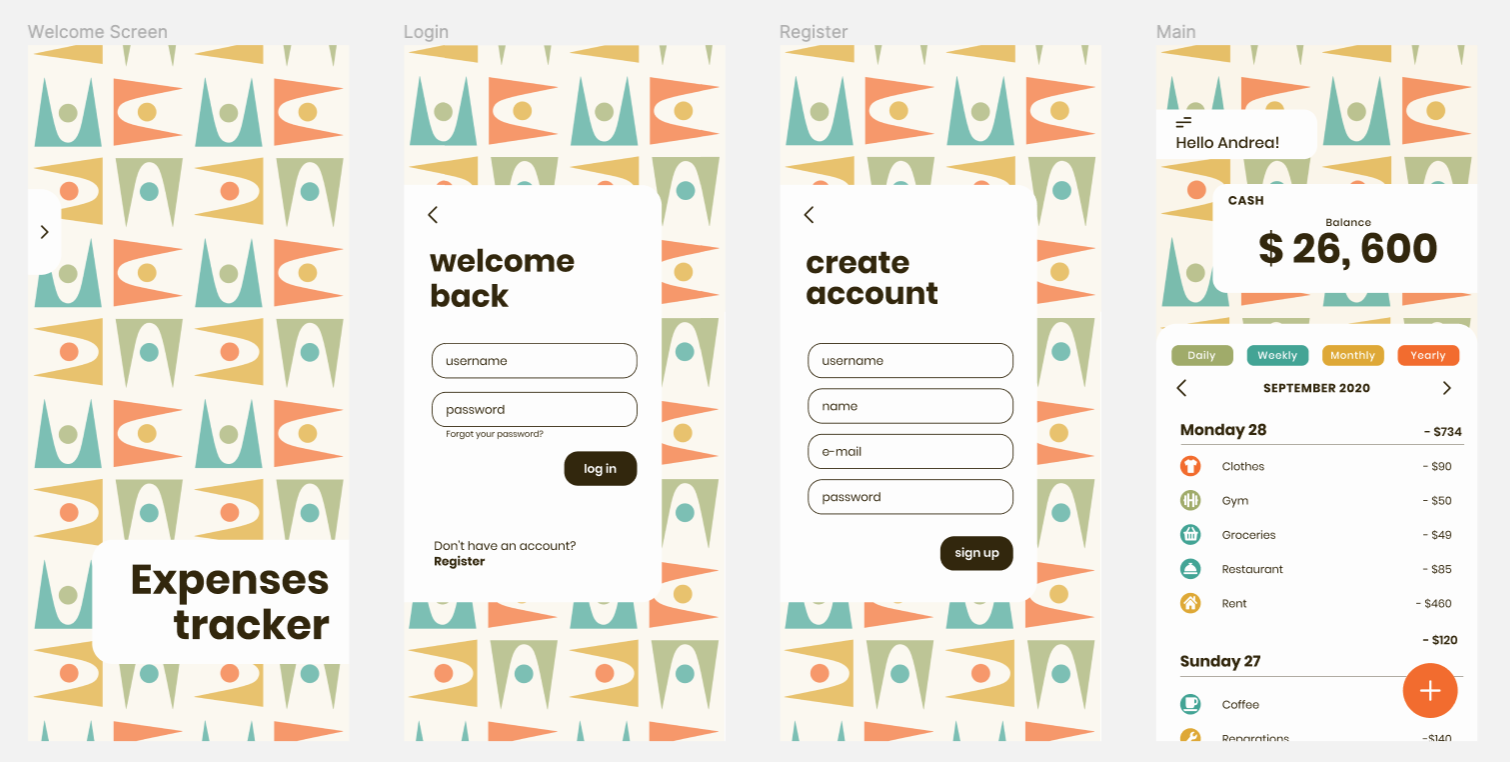 Welcome Screen
Expenses
tracker
Login
welcome
back
username
password
Forgot your password?
log in
Don't have an account?
Register
Register
create
account
username
name
e-mail
password
sign up
Main
Hello Andrea!
CASH
Balance
$ 26, 600
Daily Weekly Monthly Yearly
SEPTEMBER 2020
Monday 28 - $734
Clothes - $90
Gym - $50
Groceries - $49
Restaurant - $85
Rent - $460
- $120
Sunday 27
Coffee
Reparations -$140